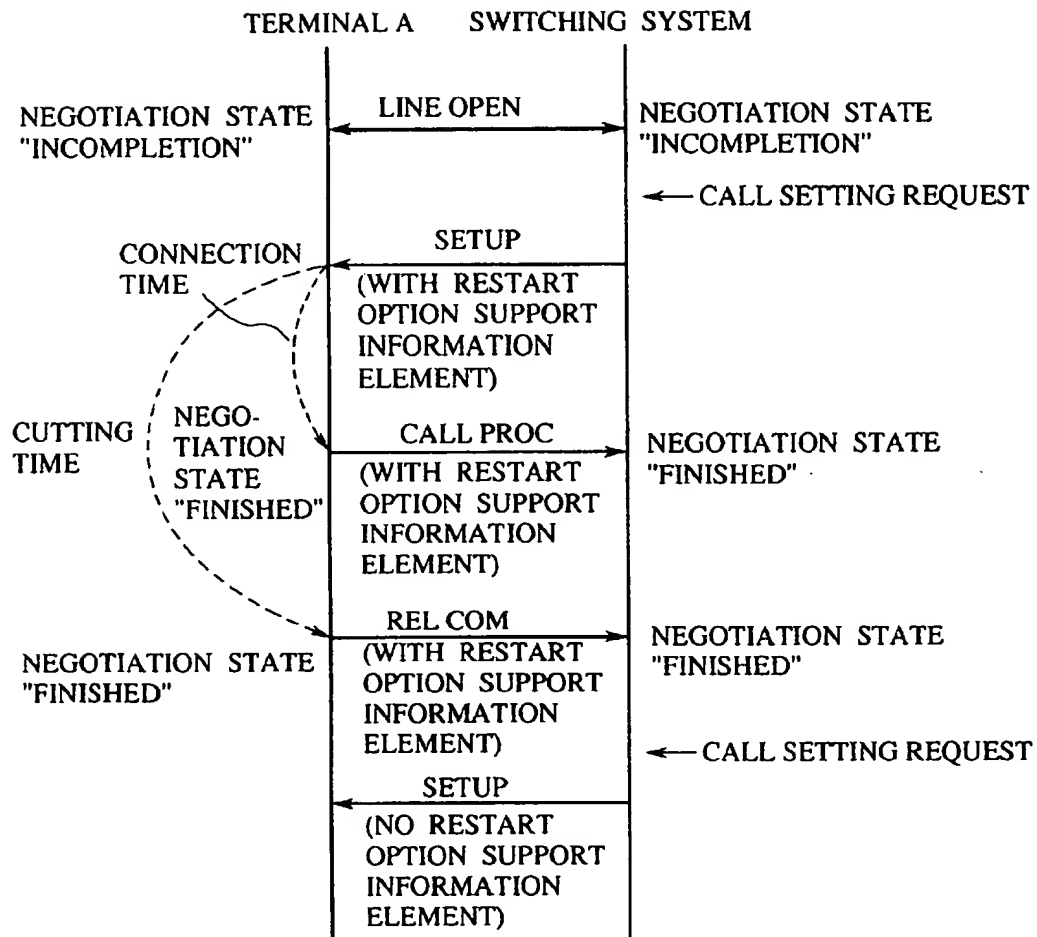 TERMINAL A SWITCHING SYSTEM
LINE OPEN
NEGOTIATION STATE
"INCOMPLETION"
NEGOTIATION STATE
"INCOMPLETION"
CALL SETTING REQUEST
SETUP
CONNECTION
TIME
(WITH RESTART
OPTION SUPPORT
INFORMATION
ELEMENT)
CUTTING
TIME
NEGO-
TIATION
STATE
"FINISHED"
CALL PROC
NEGOTIATION STATE
"FINISHED"
(WITH RESTART
OPTION SUPPORT
INFORMATION
ELEMENT)
REL COM
NEGOTIATION STATE
"FINISHED"
NEGOTIATION STATE
"FINISHED"
(WITH RESTART
OPTION SUPPORT
INFORMATION
ELEMENT)
CALL SETTING REQUEST
SETUP
(NO RESTART
OPTION SUPPORT
INFORMATION
ELEMENT)